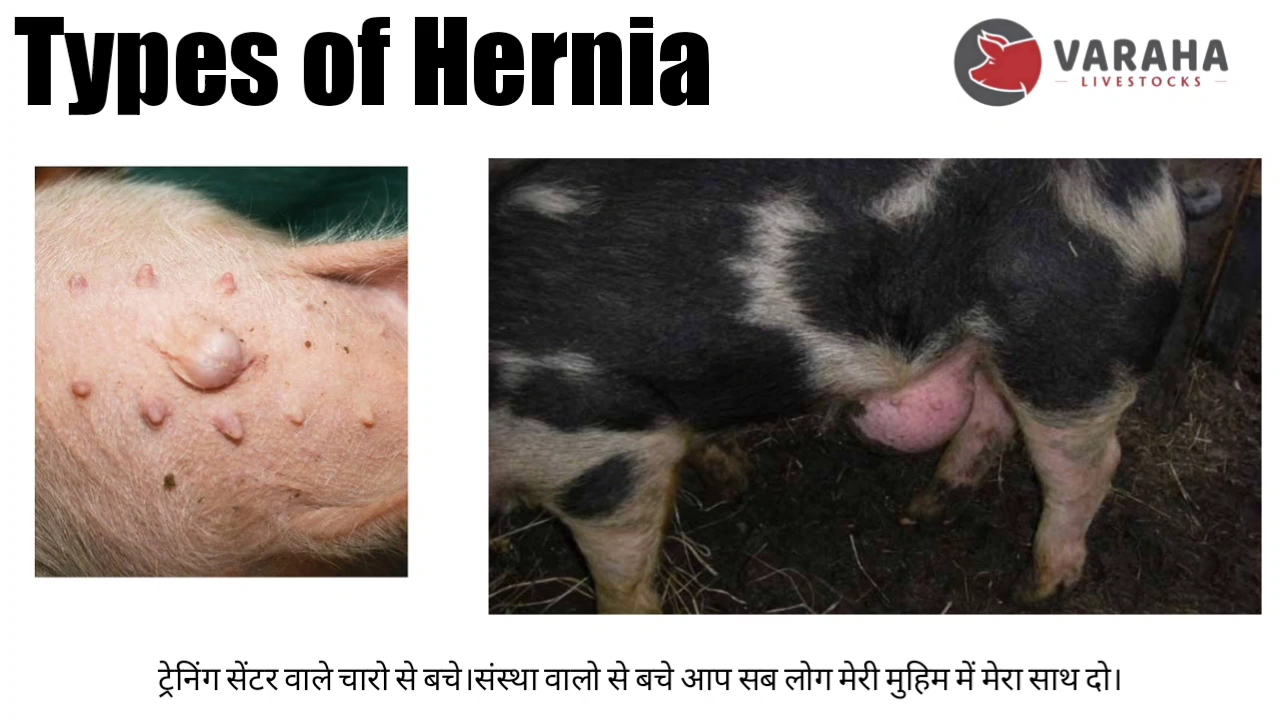 Types of Hernia
VARAHA
LIVESTOCKS
ट्रेनिंग सेंटर वाले चारो से बचे।संस्था वालो से बचे आप सब लोग मेरी मुहिम में मेरा साथ दो।